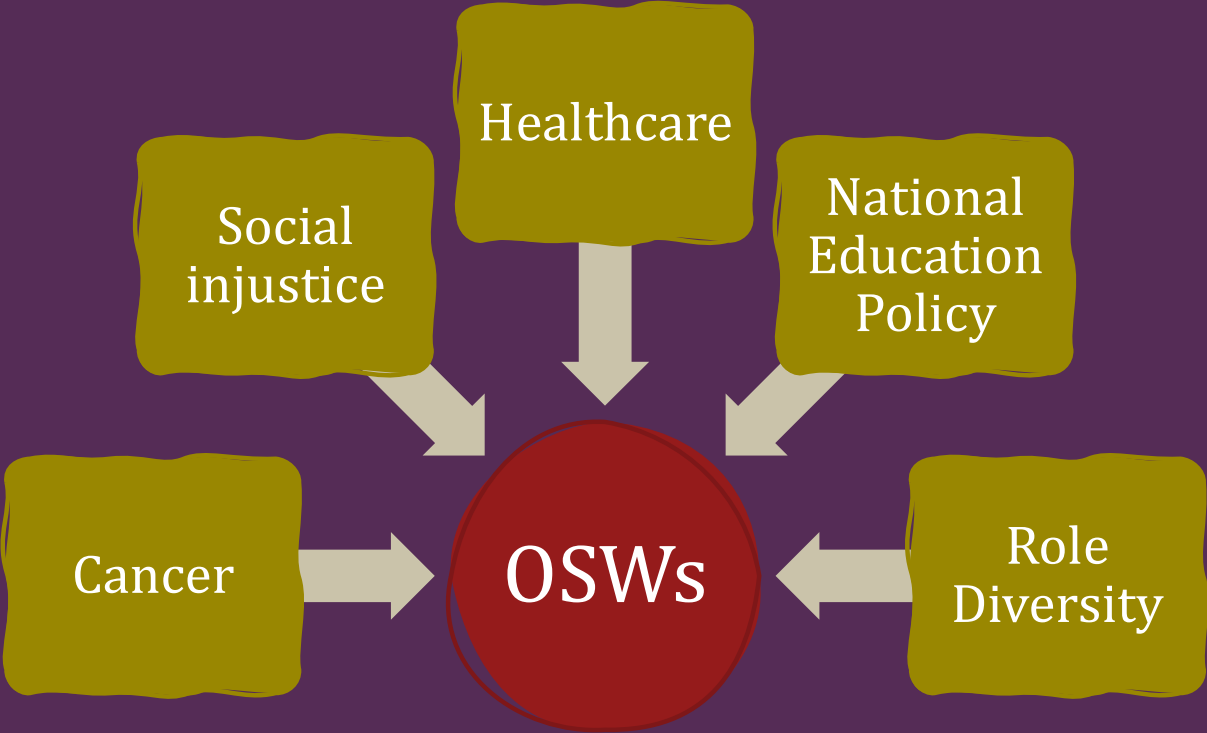 Healthcare
Social
injustice
National
Education
Policy
Cancer
OSWs
Role
Diversity